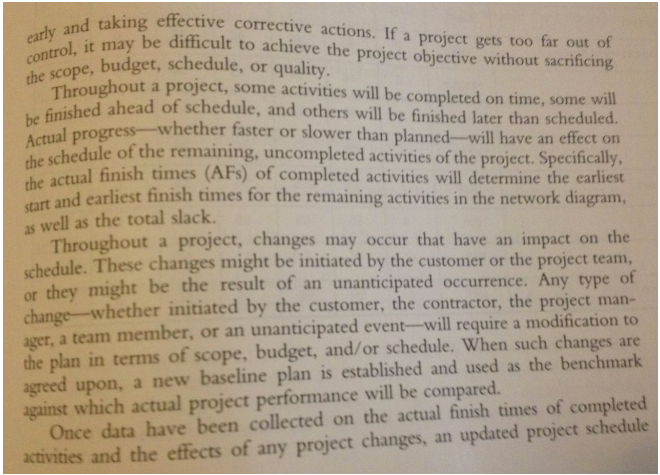 early and taking effective corrective actions. If a project gets too far out of
control, it may be difficult to achieve the project objective without sacrificing
the scope, budget, schedule, or quality.
Throughout a project, some activities will be completed on time, some will
be finished ahead of schedule, and others will be finished later than scheduled.
Actual progress—whether faster or slower than planned—will have an effect on
the schedule of the remaining, uncompleted activities of the project. Specifically,
the actual finish times (AFs) of completed activities will determine the earliest
start and earliest finish times for the remaining activities in the network diagram,
as well as the total slack.
Throughout a project, changes may occur that have an impact on the
schedule. These changes might be initiated by the customer or the project team,
or they might be the result of an unanticipated occurrence. Any type of
change—whether initiated by the customer, the contractor, the project man-
ager, a team member, or an unanticipated event—will require a modification to
the plan in terms of scope, budget, and/or schedule. When such changes are
agreed upon, a new baseline plan is established and used as the benchmark
against which actual project performance will be compared.
Once data have been collected on the actual finish times of completed
activities and the effects of any project changes, an updated project schedule